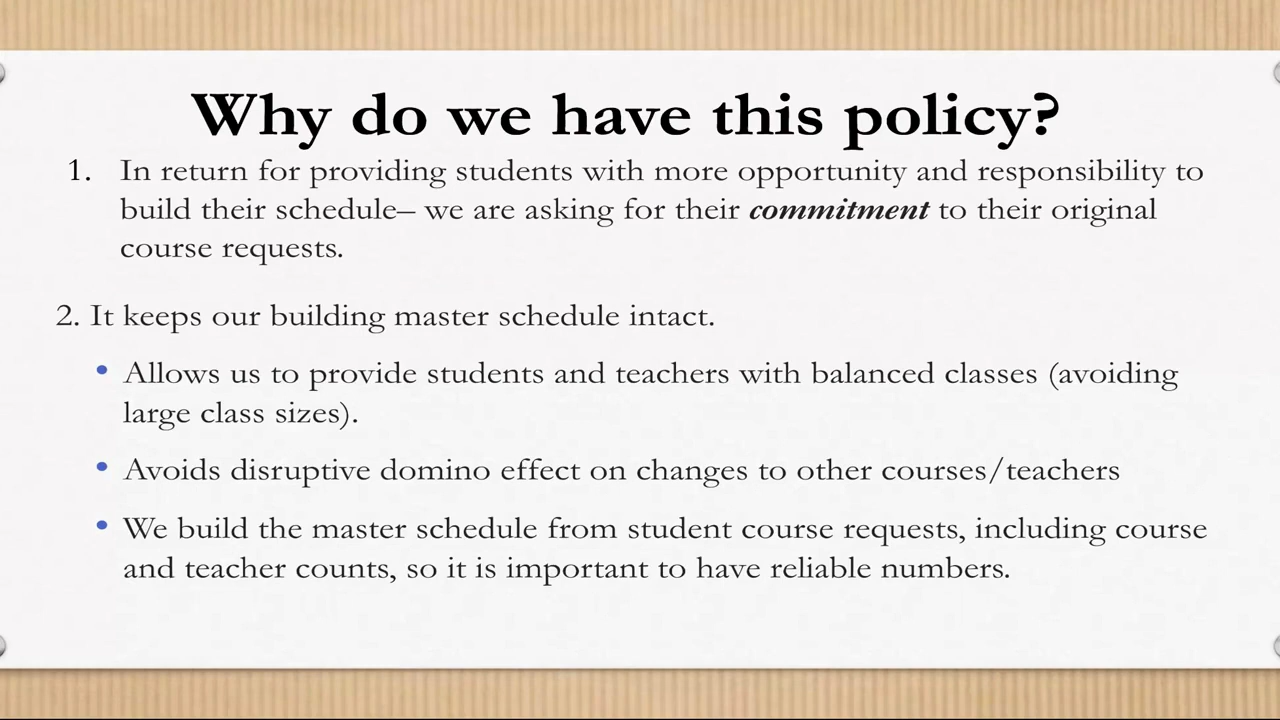 Why do we have this policy?
1. In return for providing students with more opportunity and responsibility to
build their schedule– we are asking for their commitment to their original
course requests.
2. It keeps our building master schedule intact.
• Allows us to provide students and teachers with balanced classes (avoiding
large class sizes).
• Avoids disruptive domino effect on changes to other courses/teachers
• We build the master schedule from student course requests, including course
and teacher counts, so it is important to have reliable numbers.